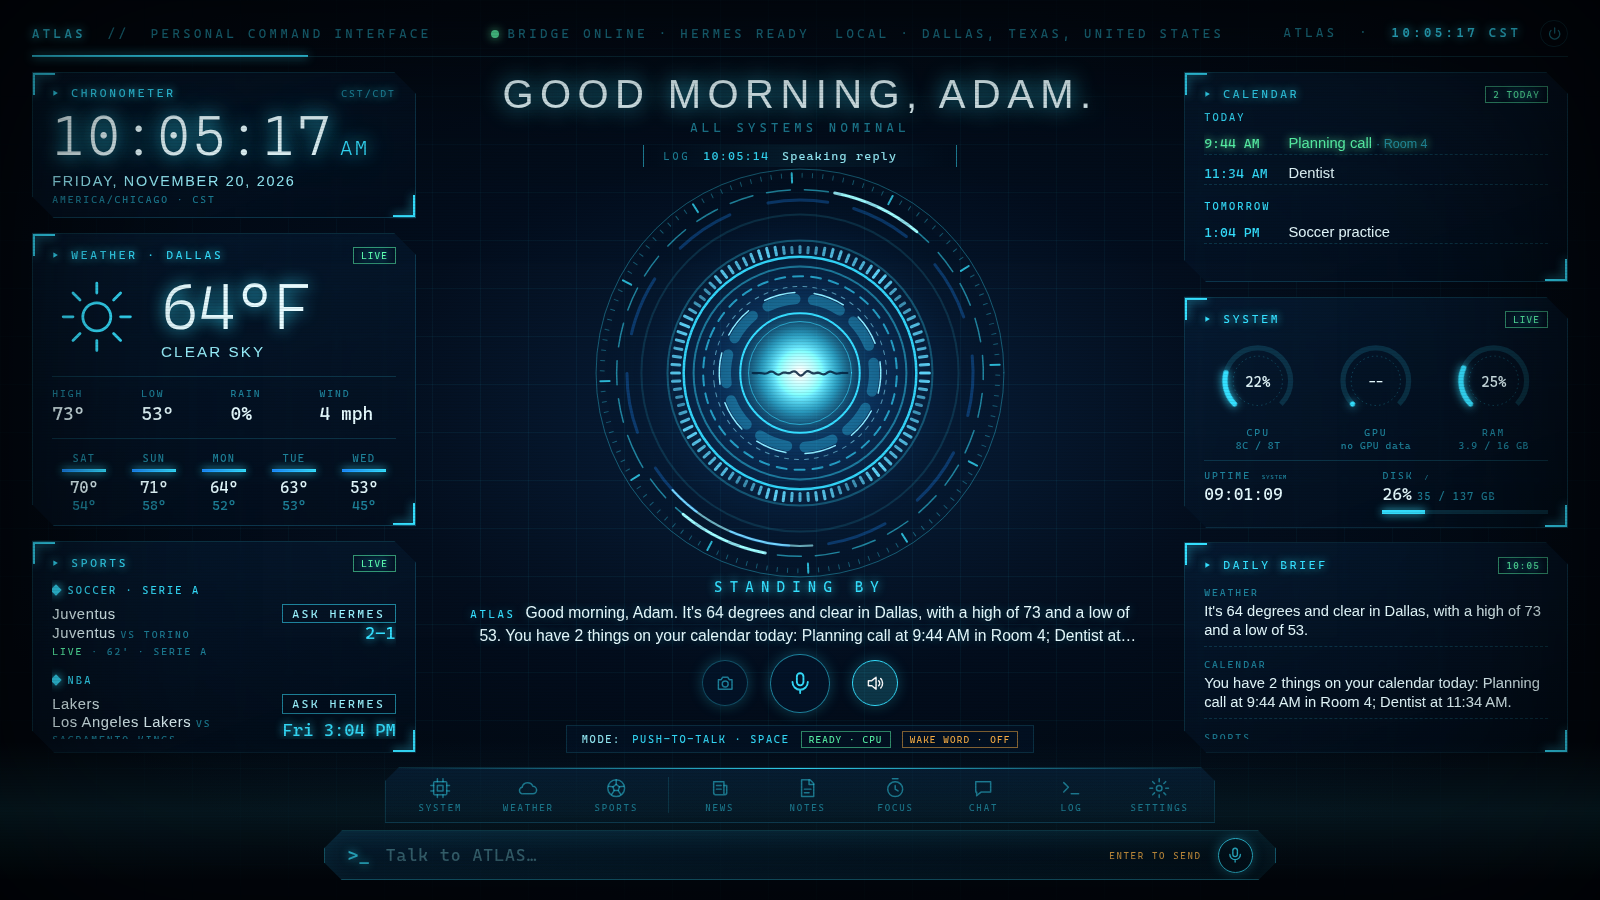 ATLAS // PERSONAL COMMAND INTERFACE
BRIDGE ONLINE · HERMES READY LOCAL · DALLAS, TEXAS, UNITED STATES
ATLAS · 10:05:17 CST
CHRONOMETER CST/CDT
10:05:17 AM
FRIDAY, NOVEMBER 20, 2026
AMERICA/CHICAGO · CST
WEATHER · DALLAS LIVE
64°F
CLEAR SKY
HIGH LOW RAIN WIND
73° 53° 0% 4 mph
SAT SUN MON TUE WED
70° 71° 64° 63° 53°
54° 58° 52° 53° 45°
SPORTS LIVE
SOCCER · SERIE A
Juventus ASK HERMES
Juventus VS TORINO 2–1
LIVE · 62' · SERIE A
NBA
Lakers ASK HERMES
Los Angeles Lakers VS
SACRAMENTO KINGS Fri 3:04 PM
GOOD MORNING, ADAM.
ALL SYSTEMS NOMINAL
LOG 10:05:14 Speaking reply
STANDING BY
ATLAS Good morning, Adam. It's 64 degrees and clear in Dallas, with a high of 73 and a low of
53. You have 2 things on your calendar today: Planning call at 9:44 AM in Room 4; Dentist at…
MODE: PUSH-TO-TALK · SPACE READY · CPU WAKE WORD · OFF
CALENDAR 2 TODAY
TODAY
9:44 AM Planning call · Room 4
11:34 AM Dentist
TOMORROW
1:04 PM Soccer practice
SYSTEM LIVE
22% -- 25%
CPU GPU RAM
8C / 8T no GPU data 3.9 / 16 GB
UPTIME SYSTEM DISK /
09:01:09 26% 35 / 137 GB
DAILY BRIEF 10:05
WEATHER
It's 64 degrees and clear in Dallas, with a high of 73
and a low of 53.
CALENDAR
You have 2 things on your calendar today: Planning
call at 9:44 AM in Room 4; Dentist at 11:34 AM.
SPORTS
SYSTEM WEATHER SPORTS NEWS NOTES FOCUS CHAT LOG SETTINGS
>_ Talk to ATLAS… ENTER TO SEND